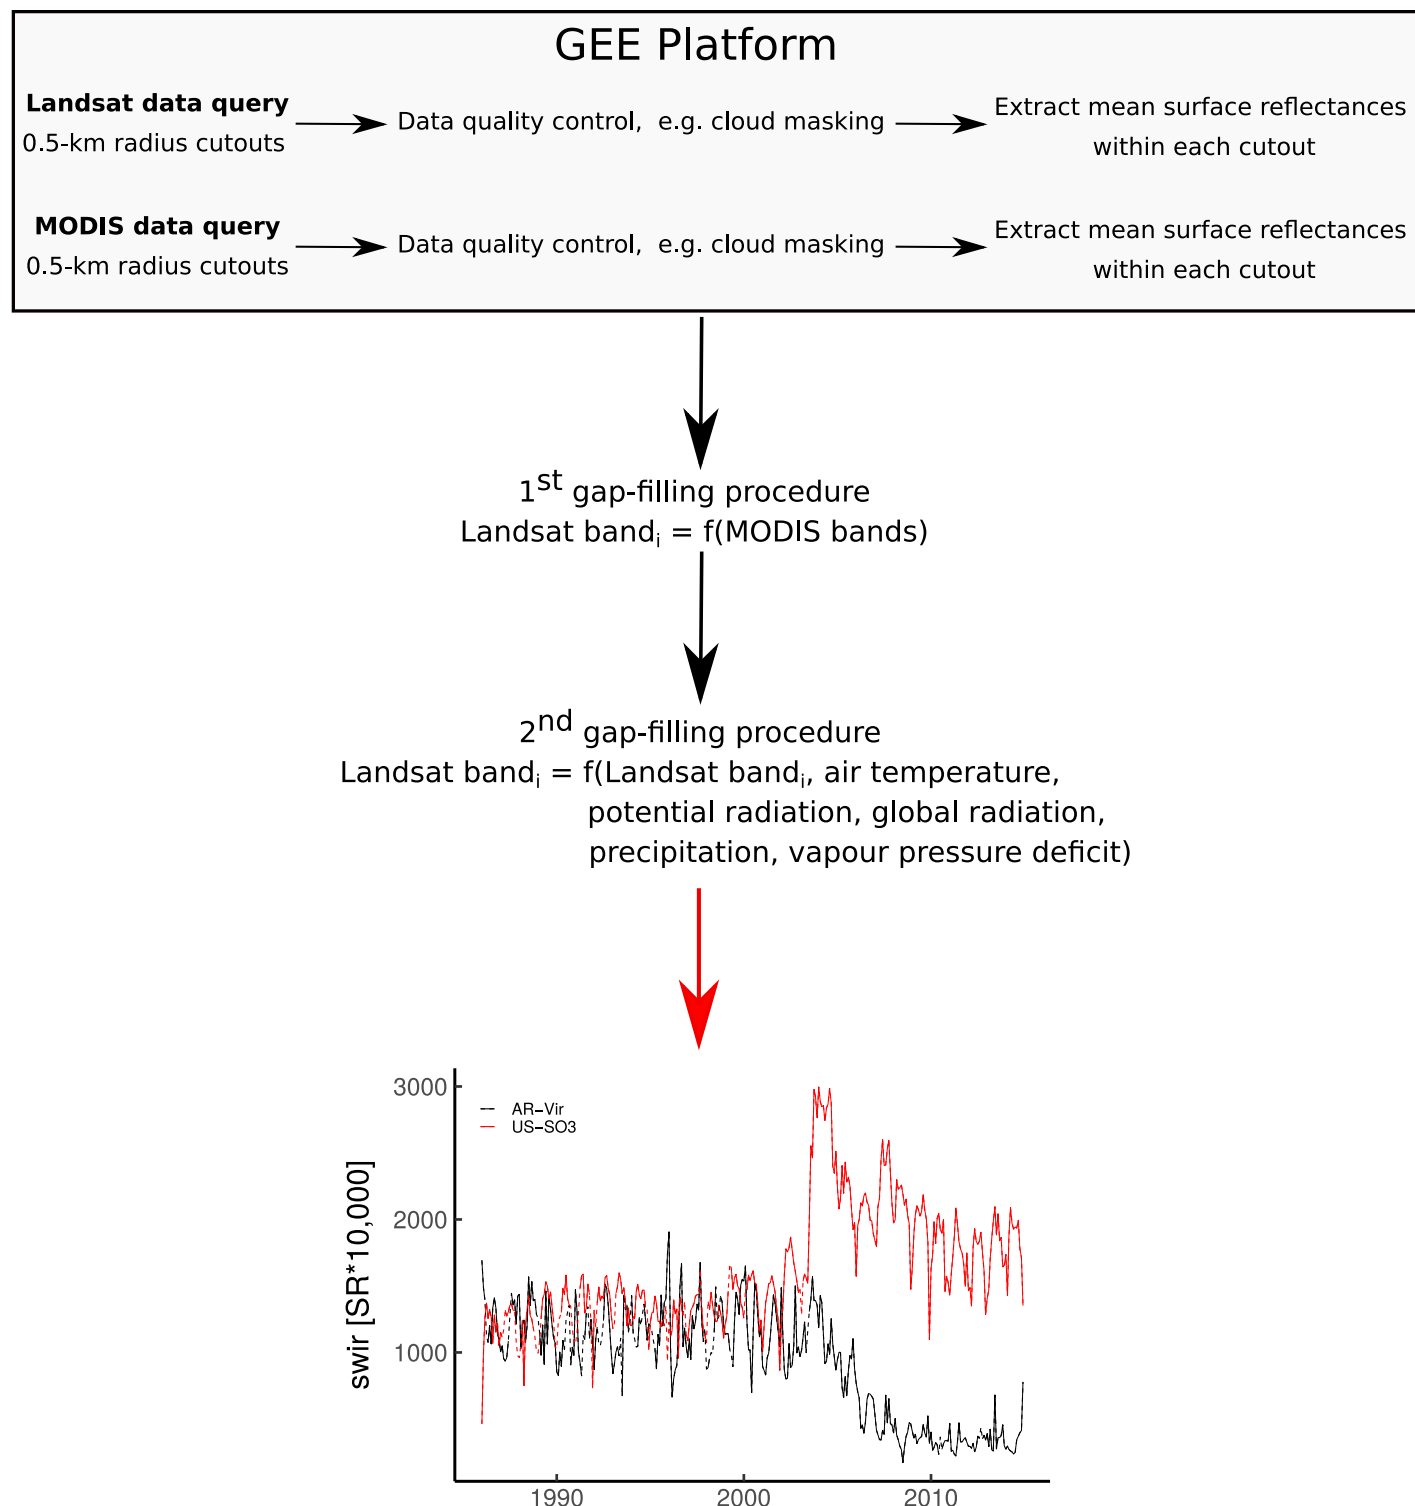 GEE Platform
Landsat data query
0.5-km radius cutouts
Data quality control,  e.g. cloud masking
Extract mean surface reflectances
within each cutout
MODIS data query
0.5-km radius cutouts
Data quality control,  e.g. cloud masking
Extract mean surface reflectances
within each cutout
1st gap-filling procedure
Landsat bandi = f(MODIS bands)
2nd gap-filling procedure
Landsat bandi = f(Landsat bandi, air temperature,
potential radiation, global radiation,
precipitation, vapour pressure deficit)
swir [SR*10,000]
3000
2000
1000
AR−Vir
US−SO3
1990
2000
2010